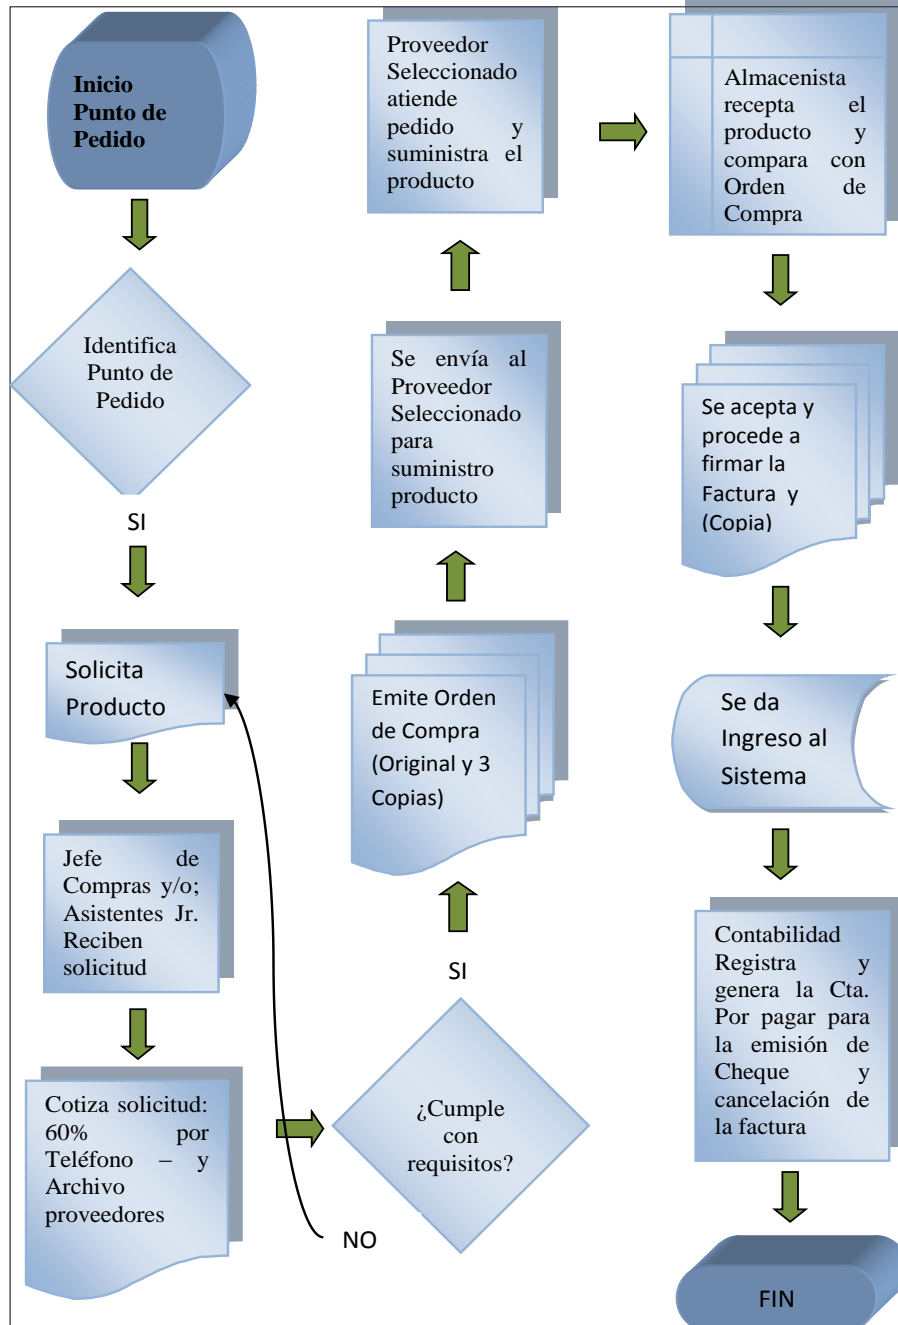 Inicio
Punto de
Pedido
Identifica
Punto de
Pedido
SI
Solicita
Producto
Jefe de
Compras y/o;
Asistentes Jr.
Reciben
solicitud
Cotiza solicitud:
60% por
Teléfono – y
Archivo
proveedores
¿Cumple
con
requisitos?
NO
SI
Emite Orden
de Compra
(Original y 3
Copias)
Se envía al
Proveedor
Seleccionado
para
suministro
producto
Proveedor
Seleccionado
atiende
pedido y
suministra el
producto
Almacenista
recepta el
producto y
compara con
Orden de
Compra
Se acepta y
procede a
firmar la
Factura y
(Copia)
Se da
Ingreso al
Sistema
Contabilidad
Registra y
genera la Cta.
Por pagar para
la emisión de
Cheque y
cancelación de
la factura
FIN